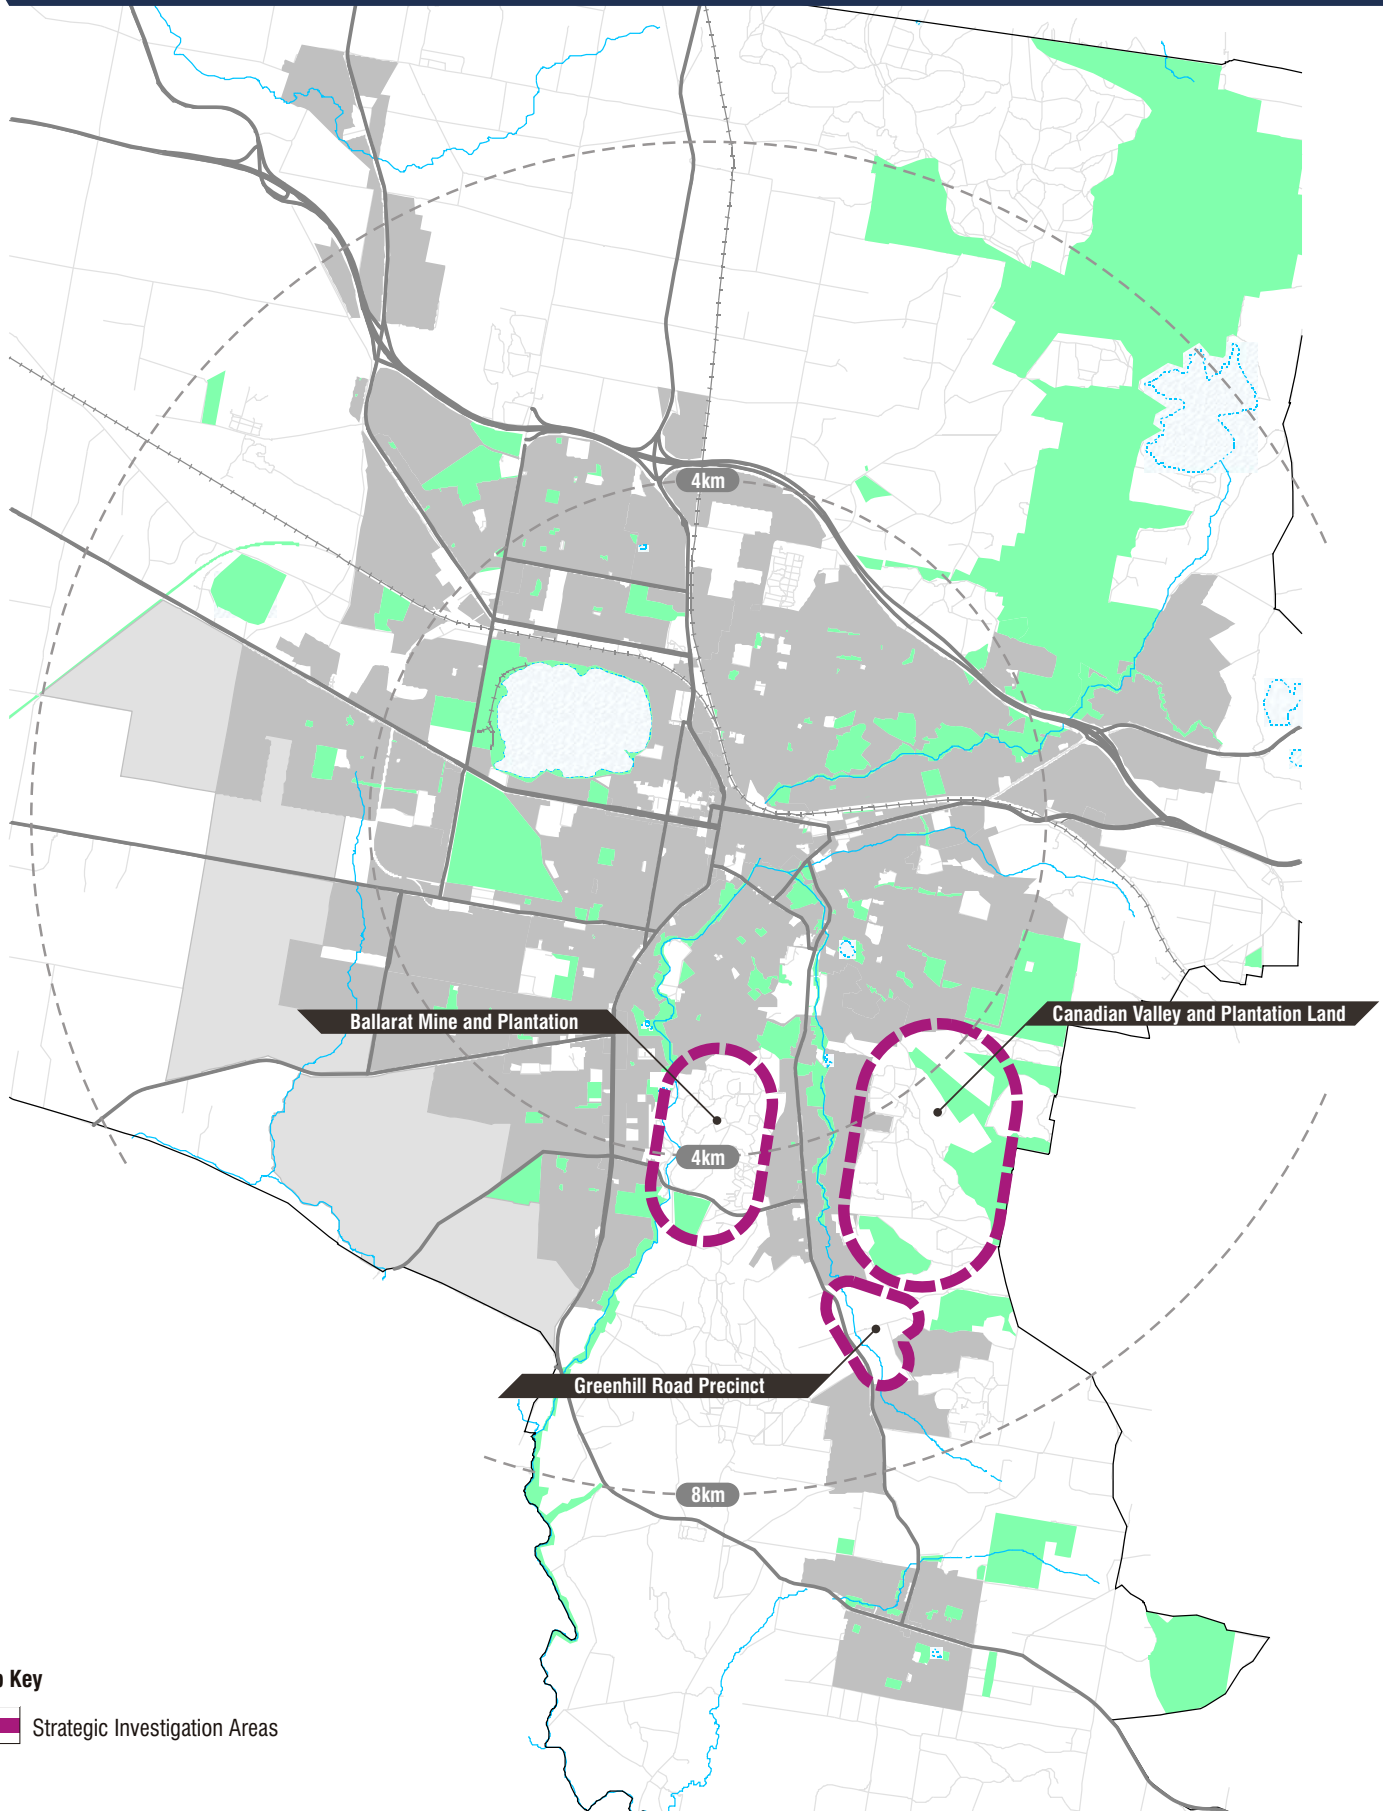 4km
Ballarat Mine and Plantation
Canadian Valley and Plantation Land
4km
Greenhill Road Precinct
8km
Key
Strategic Investigation Areas